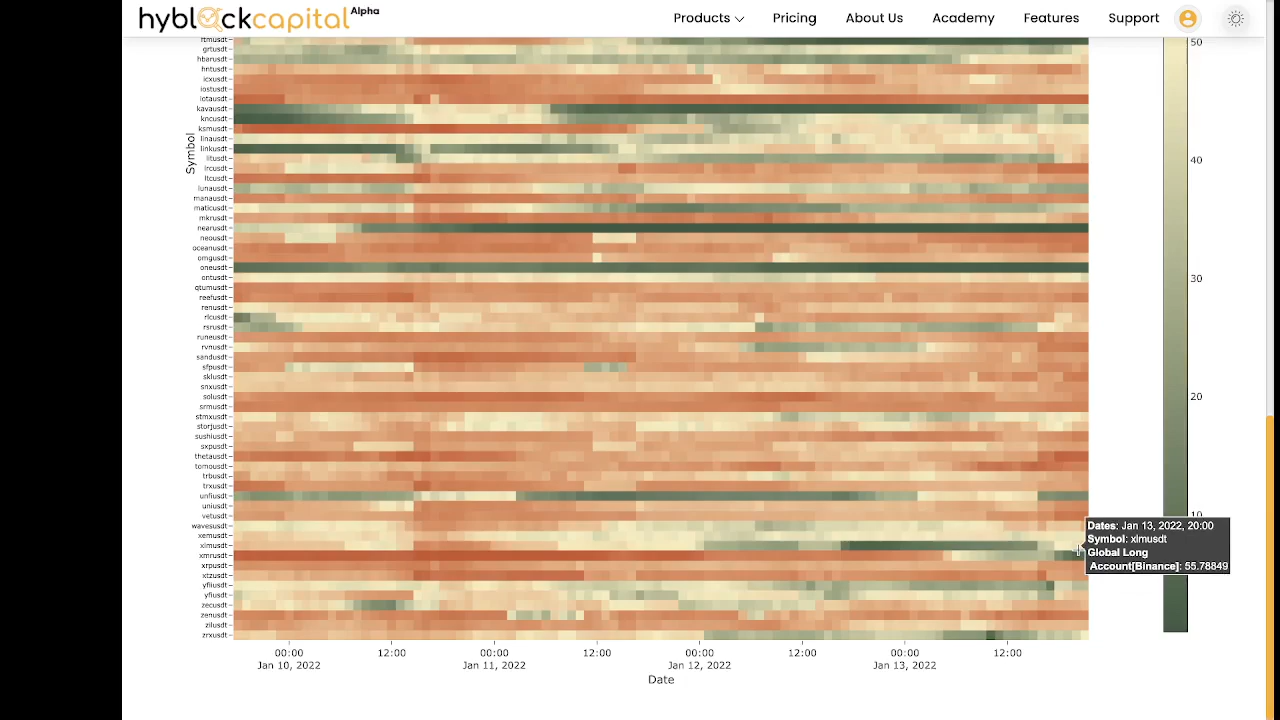 hyblockcapital Alpha
Products
Pricing
About Us
Academy
Features
Support
Symbol
ftmusdt
grtusdt
hbarusdt
hntusdt
icxusdt
iostusdt
iotausdt
kavausdt
kncusdt
ksmusdt
linausdt
linkusdt
litusdt
lrcusdt
ltcusdt
lunausdt
manausdt
maticusdt
mkrusdt
nearusdt
neousdt
oceanusdt
omgusdt
oneusdt
ontusdt
qtumusdt
reefusdt
renusdt
rlcusdt
rsrusdt
runeusdt
rvnusdt
sandusdt
sfpusdt
sklusdt
snxusdt
solusdt
srmusdt
stmxusdt
storjusdt
sushiusdt
sxpusdt
thetausdt
tomousdt
trbusdt
trxusdt
unfiusdt
uniusdt
vetusdt
wavesusdt
xemusdt
xlmusdt
xmrusdt
xrpusdt
xtzusdt
yfiiusdt
yfiusdt
zecusdt
zenusdt
zilusdt
zrxusdt
50
40
30
20
10
Dates: Jan 13, 2022, 20:00
Symbol: xlmusdt
Global Long
Account[Binance]: 55.78849
00:00 12:00 00:00 12:00 00:00 12:00 00:00 12:00
Jan 10, 2022 Jan 11, 2022 Jan 12, 2022 Jan 13, 2022
Date